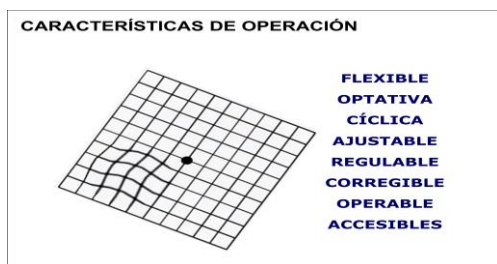 CARACTERÍSTICAS DE OPERACIÓN
FLEXIBLE
OPTATIVA
CÍCLICA
AJUSTABLE
REGULABLE
CORREGIBLE
OPERABLE
ACCESIBLES